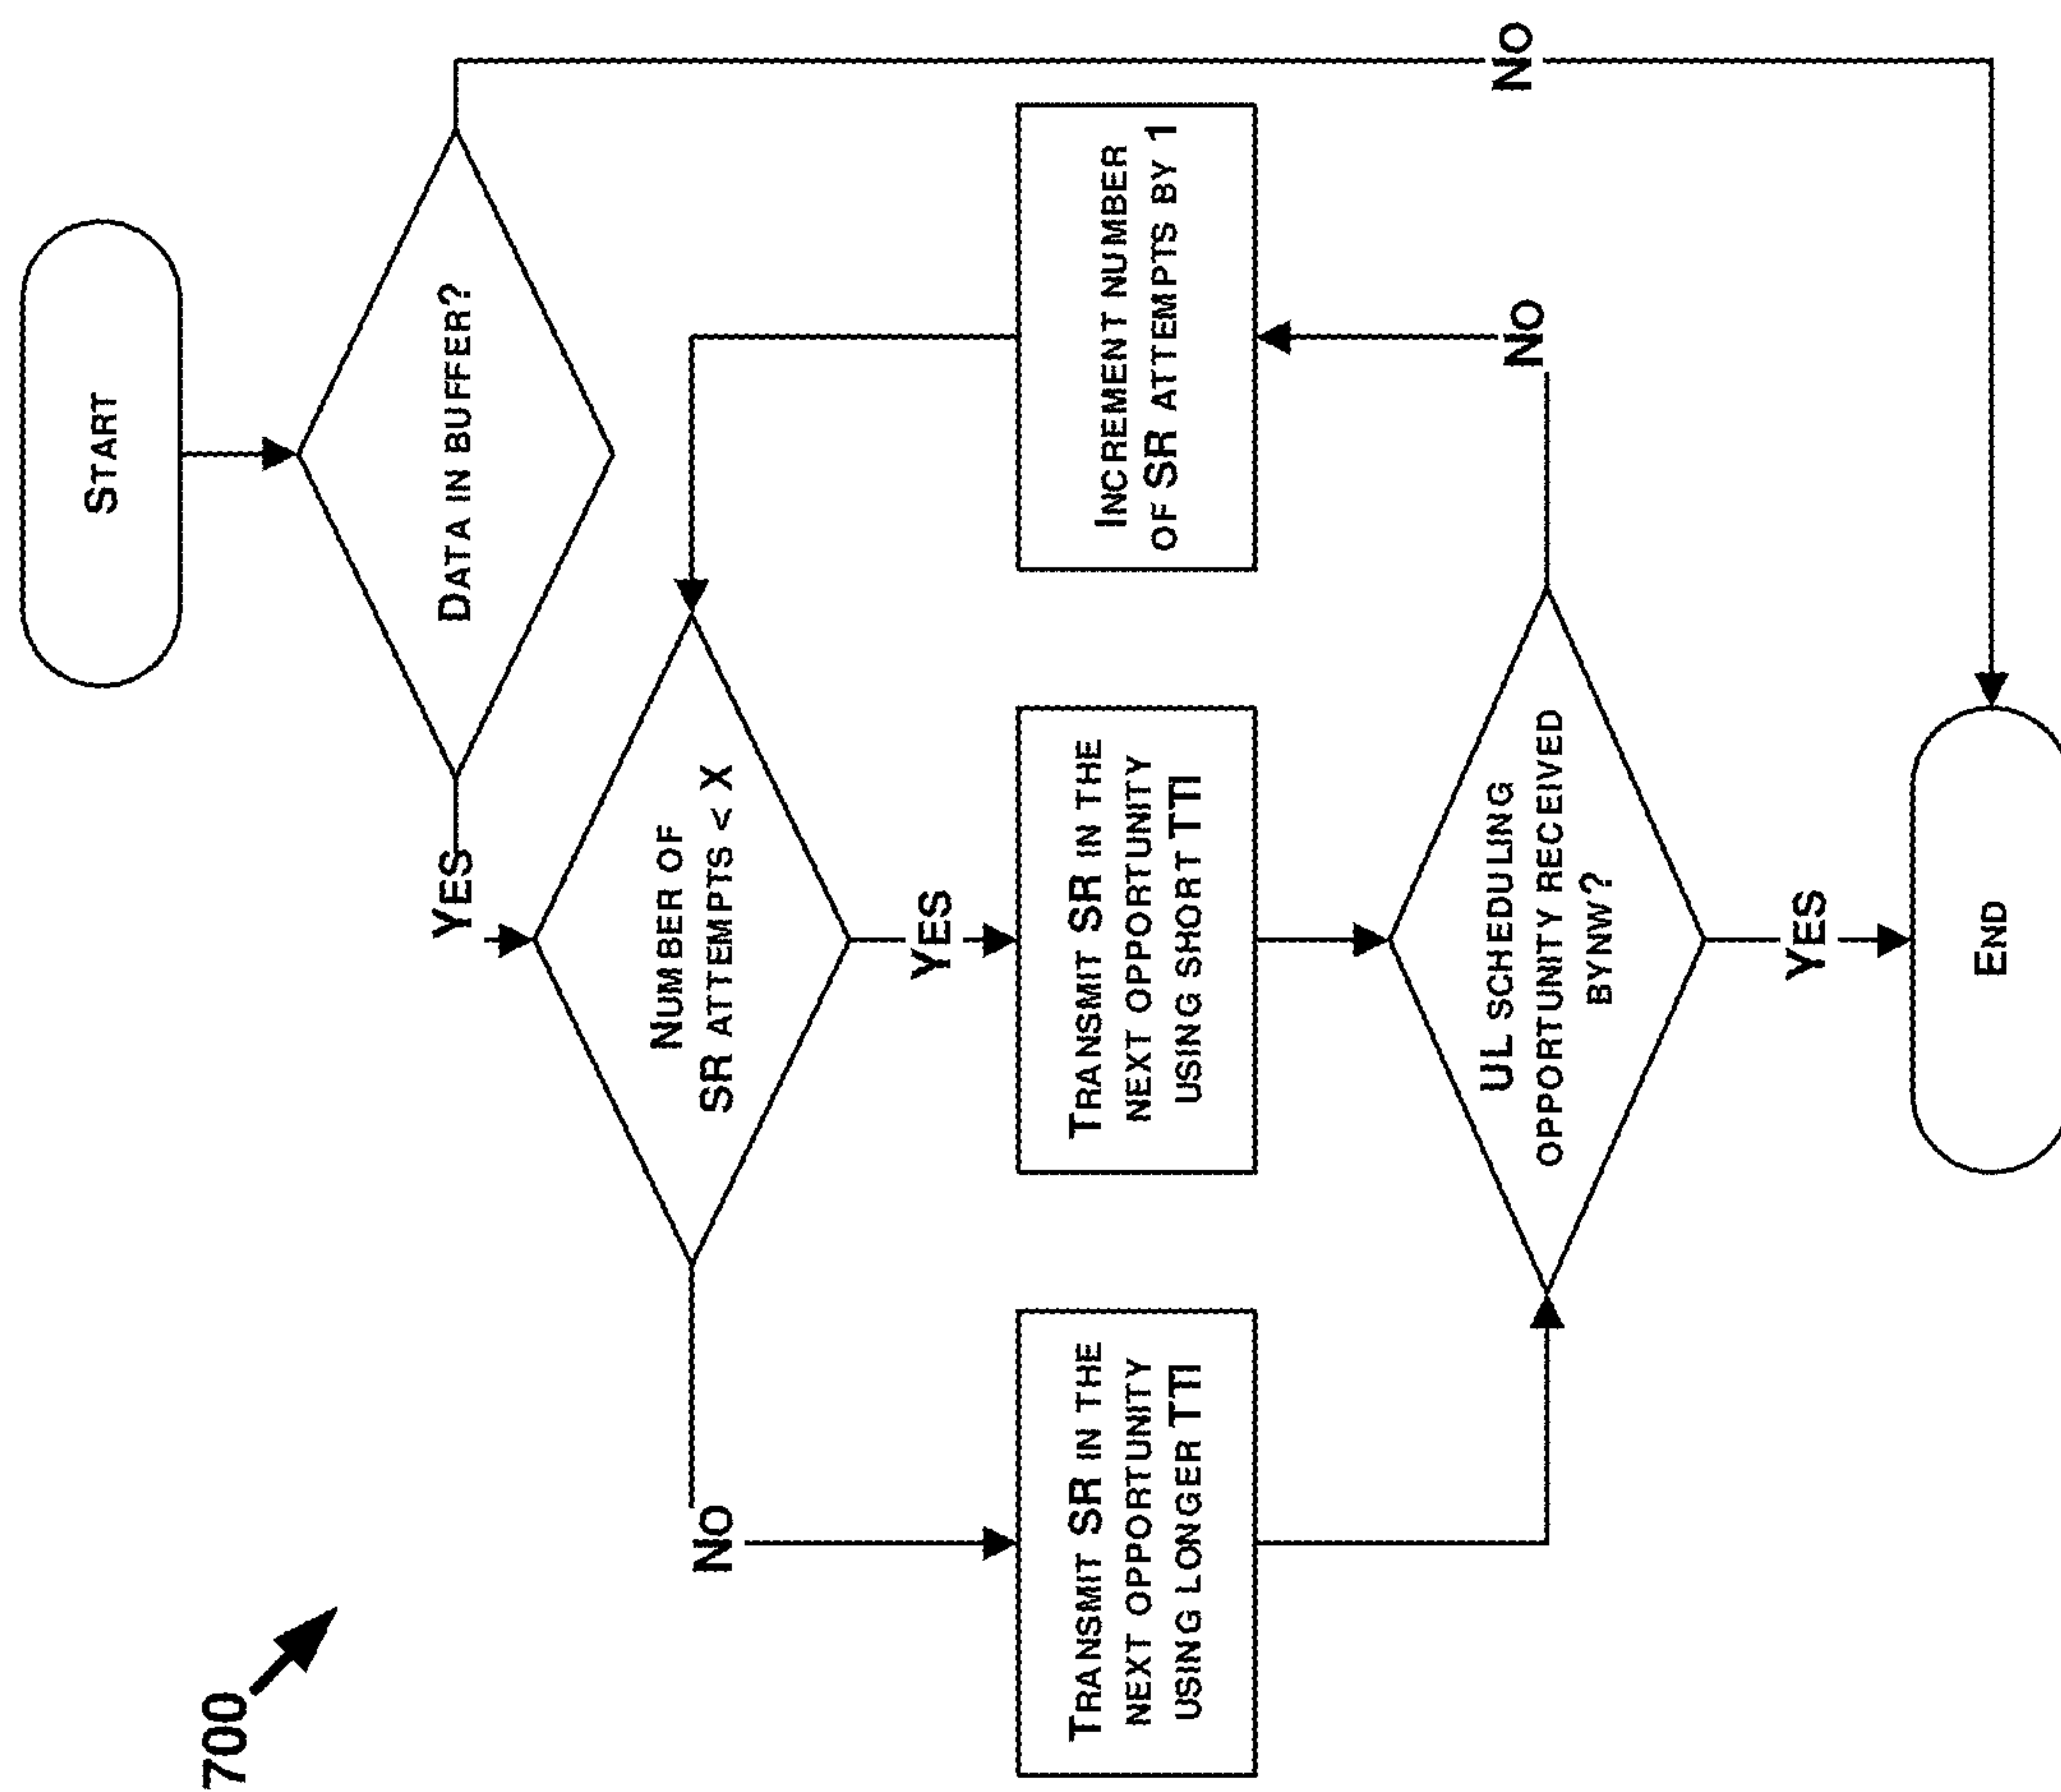 700
START
DATA IN BUFFER?
YES
NO
NUMBER OF
SR ATTEMPTS < X
NO
YES
TRANSMIT SR IN THE
NEXT OPPORTUNITY
USING LONGER TTI
TRANSMIT SR IN THE
NEXT OPPORTUNITY
USING SHORT TTI
INCREMENT NUMBER
OF SR ATTEMPTS BY 1
UL SCHEDULING
OPPORTUNITY RECEIVED
BYNW?
NO
YES
END